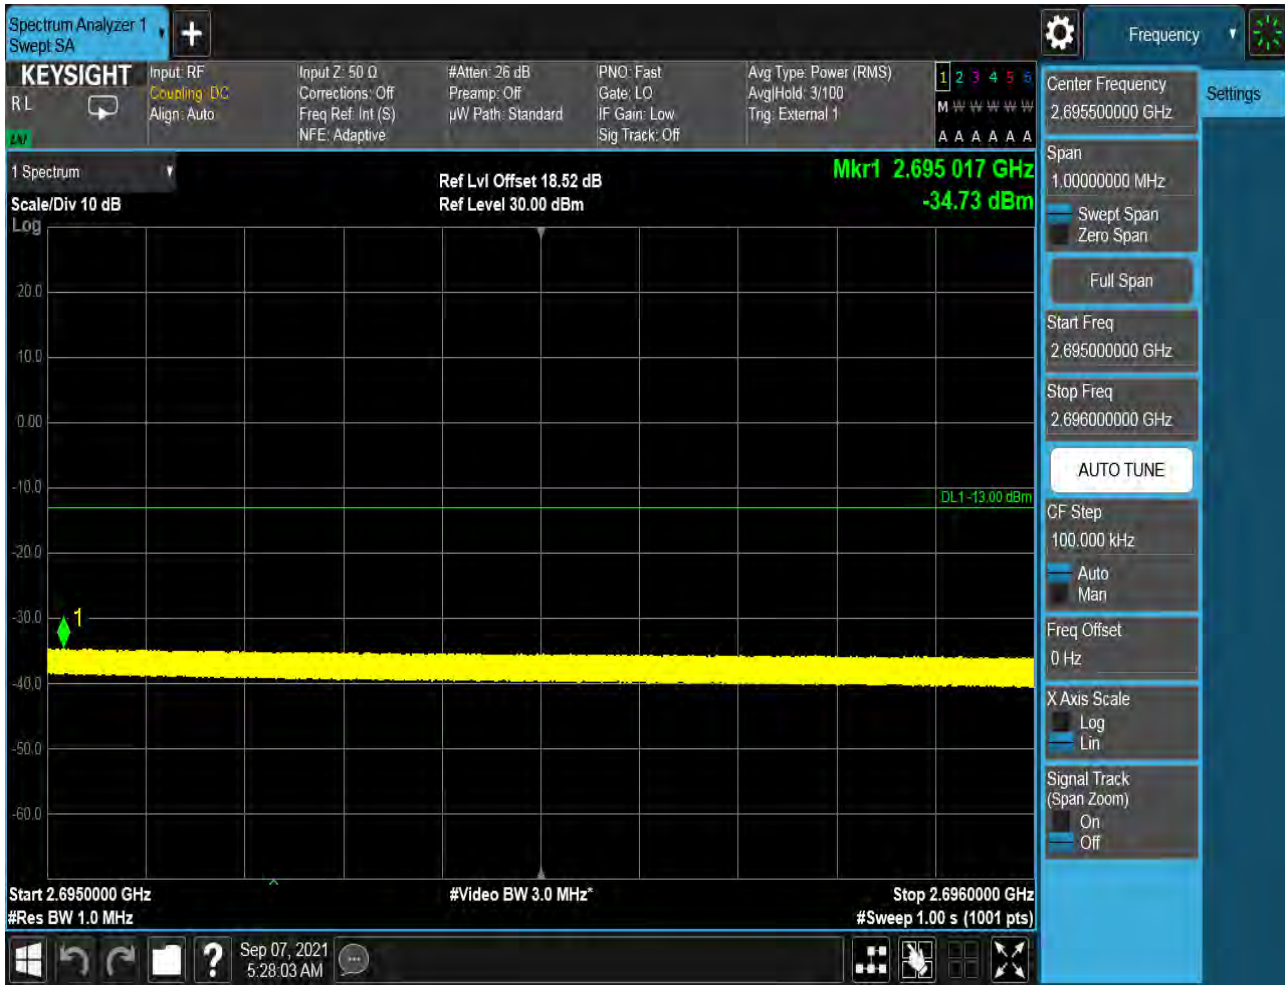 Spectrum Analyzer 1
Swept SA
Frequency
KEYSIGHT
R L
Input: RF
Coupling: DC
Align: Auto
Input Z: 50 Ω
Corrections: Off
Freq Ref: Int (S)
NFE: Adaptive
#Atten: 26 dB
Preamp: Off
µW Path: Standard
PNO: Fast
Gate: LO
IF Gain: Low
Sig Track: Off
Avg Type: Power (RMS)
Avg|Hold: 3/100
Trig: External 1
1 2 3 4 5 6
M W W W W W
A A A A A A
1 Spectrum
Scale/Div 10 dB
Log
Ref Lvl Offset 18.52 dB
Ref Level 30.00 dBm
Mkr1 2.695 017 GHz
-34.73 dBm
20.0
10.0
0.00
-10.0
DL1 -13.00 dBm
-20.0
-30.0
1
-40.0
-50.0
-60.0
Start 2.6950000 GHz
#Res BW 1.0 MHz
#Video BW 3.0 MHz*
Stop 2.6960000 GHz
#Sweep 1.00 s (1001 pts)
Center Frequency
2.695500000 GHz
Settings
Span
1.00000000 MHz
Swept Span
Zero Span
Full Span
Start Freq
2.695000000 GHz
Stop Freq
2.696000000 GHz
AUTO TUNE
CF Step
100.000 kHz
Auto
Man
Freq Offset
0 Hz
X Axis Scale
Log
Lin
Signal Track
(Span Zoom)
On
Off
?
Sep 07, 2021
5:28:03 AM